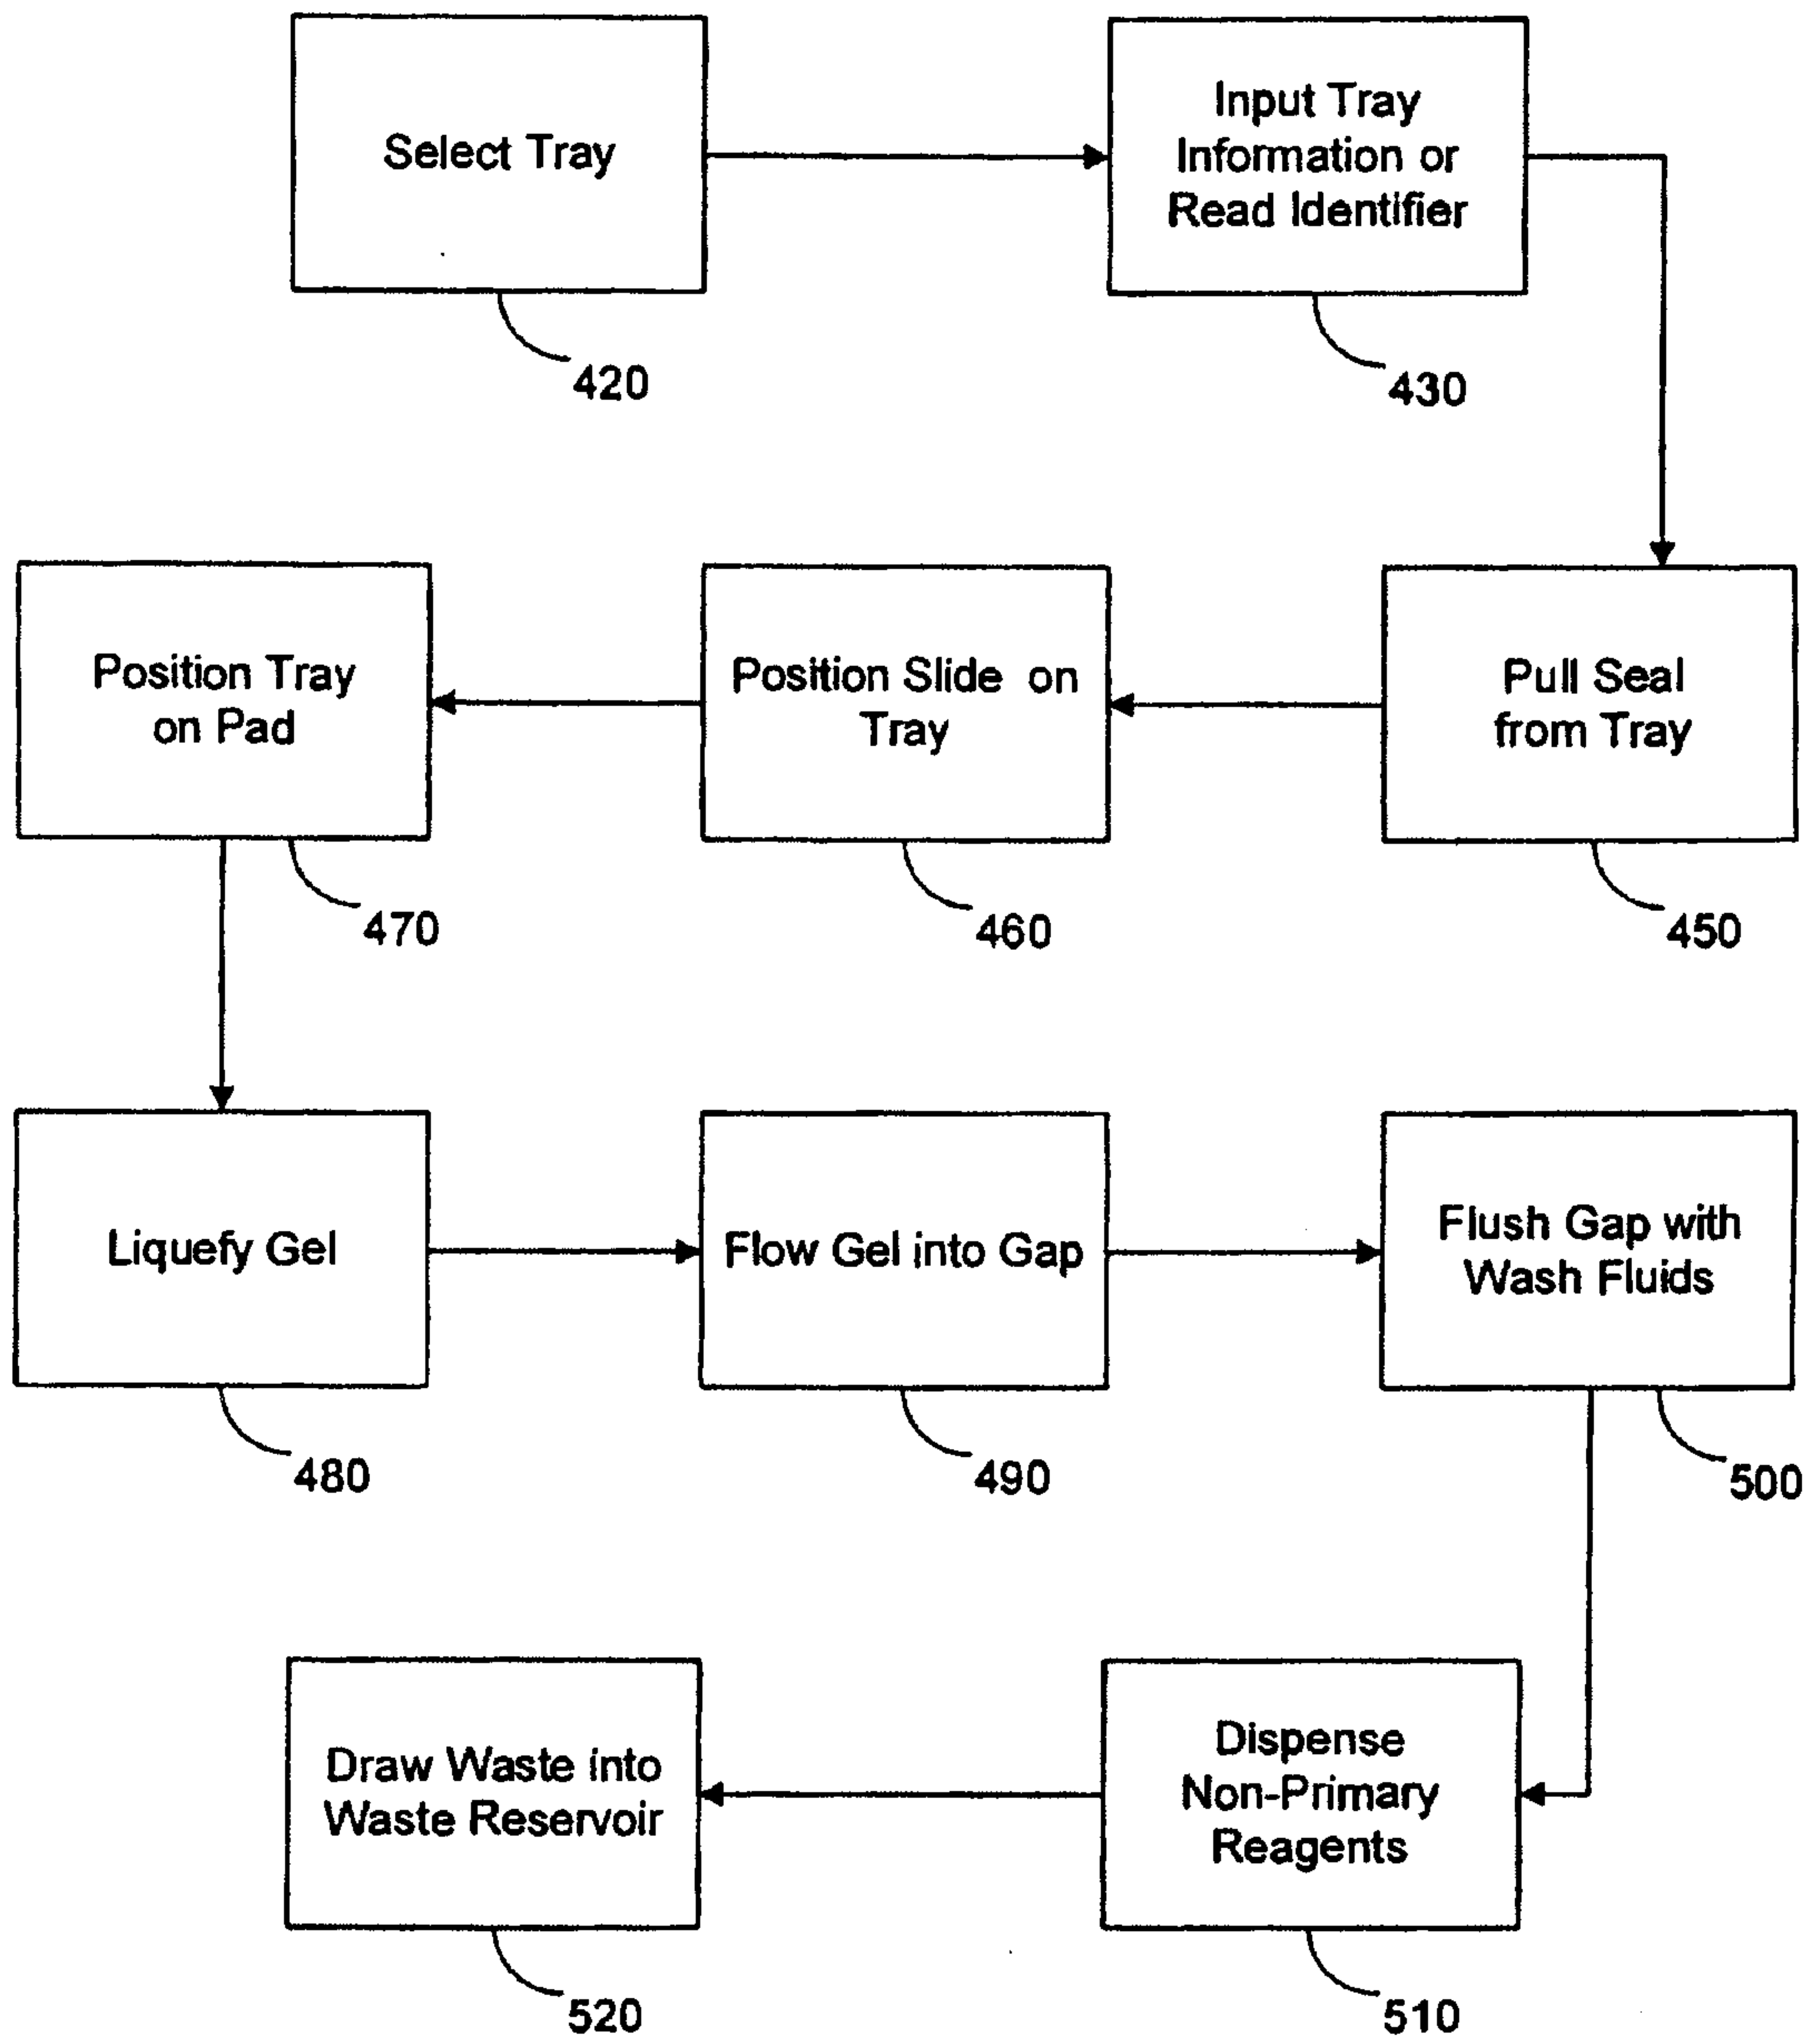 Select Tray
420
Input Tray
Information or
Read Identifier
430
Pull Seal
from Tray
450
Position Slide on
Tray
460
Position Tray
on Pad
470
Liquefy Gel
480
Flow Gel into Gap
490
Flush Gap with
Wash Fluids
500
Dispense
Non-Primary
Reagents
510
Draw Waste into
Waste Reservoir
520